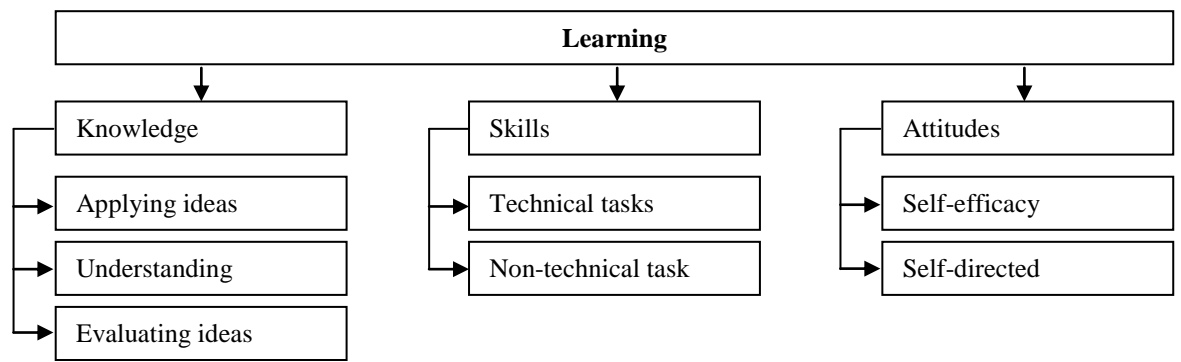 Learning
Knowledge
Applying ideas
Understanding
Evaluating ideas
Skills
Technical tasks
Non-technical task
Attitudes
Self-efficacy
Self-directed